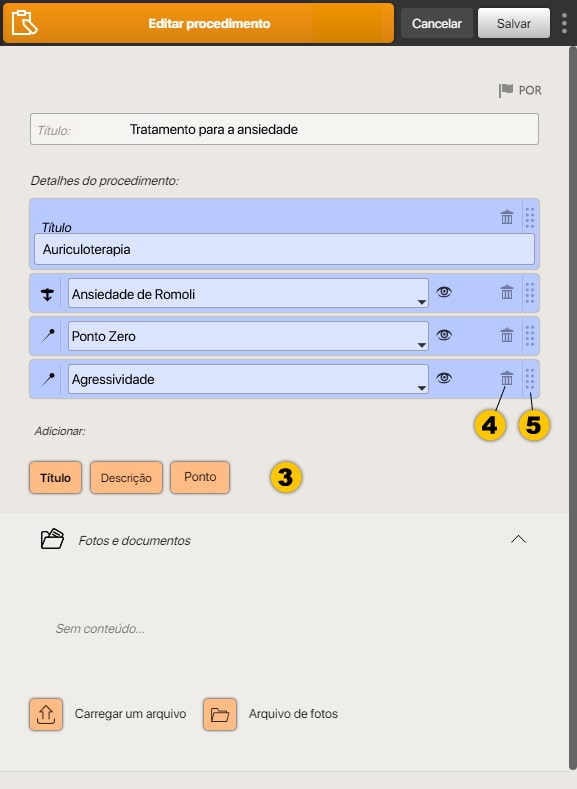 Editar procedimento
Cancelar
Salvar
POR
Título: Tratamento para a ansiedade
Detalhes do procedimento:
Título
Auriculoterapia
Ansiedade de Romoli
Ponto Zero
Agressividade
4 5
Adicionar:
Título Descrição Ponto 3
Fotos e documentos
Sem conteúdo...
Carregar um arquivo Arquivo de fotos